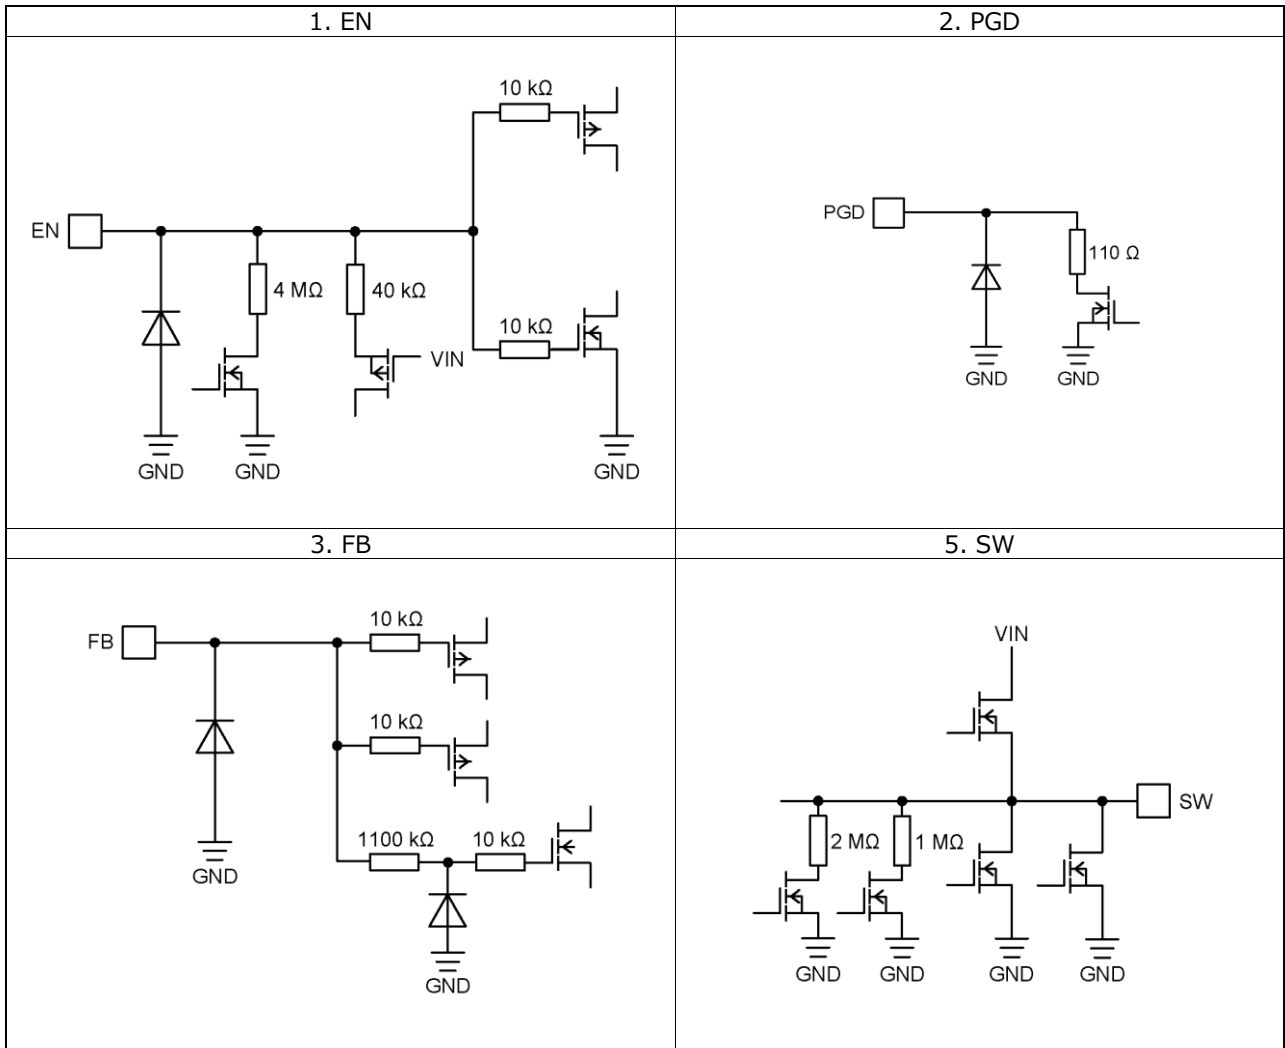 1. EN
2. PGD
10 kΩ
EN
4 MΩ
40 kΩ
10 kΩ
VIN
GND
GND
GND
PGD
110 Ω
GND
GND
3. FB
5. SW
FB
10 kΩ
10 kΩ
1100 kΩ
10 kΩ
GND
GND
VIN
SW
2 MΩ
1 MΩ
GND
GND
GND
GND